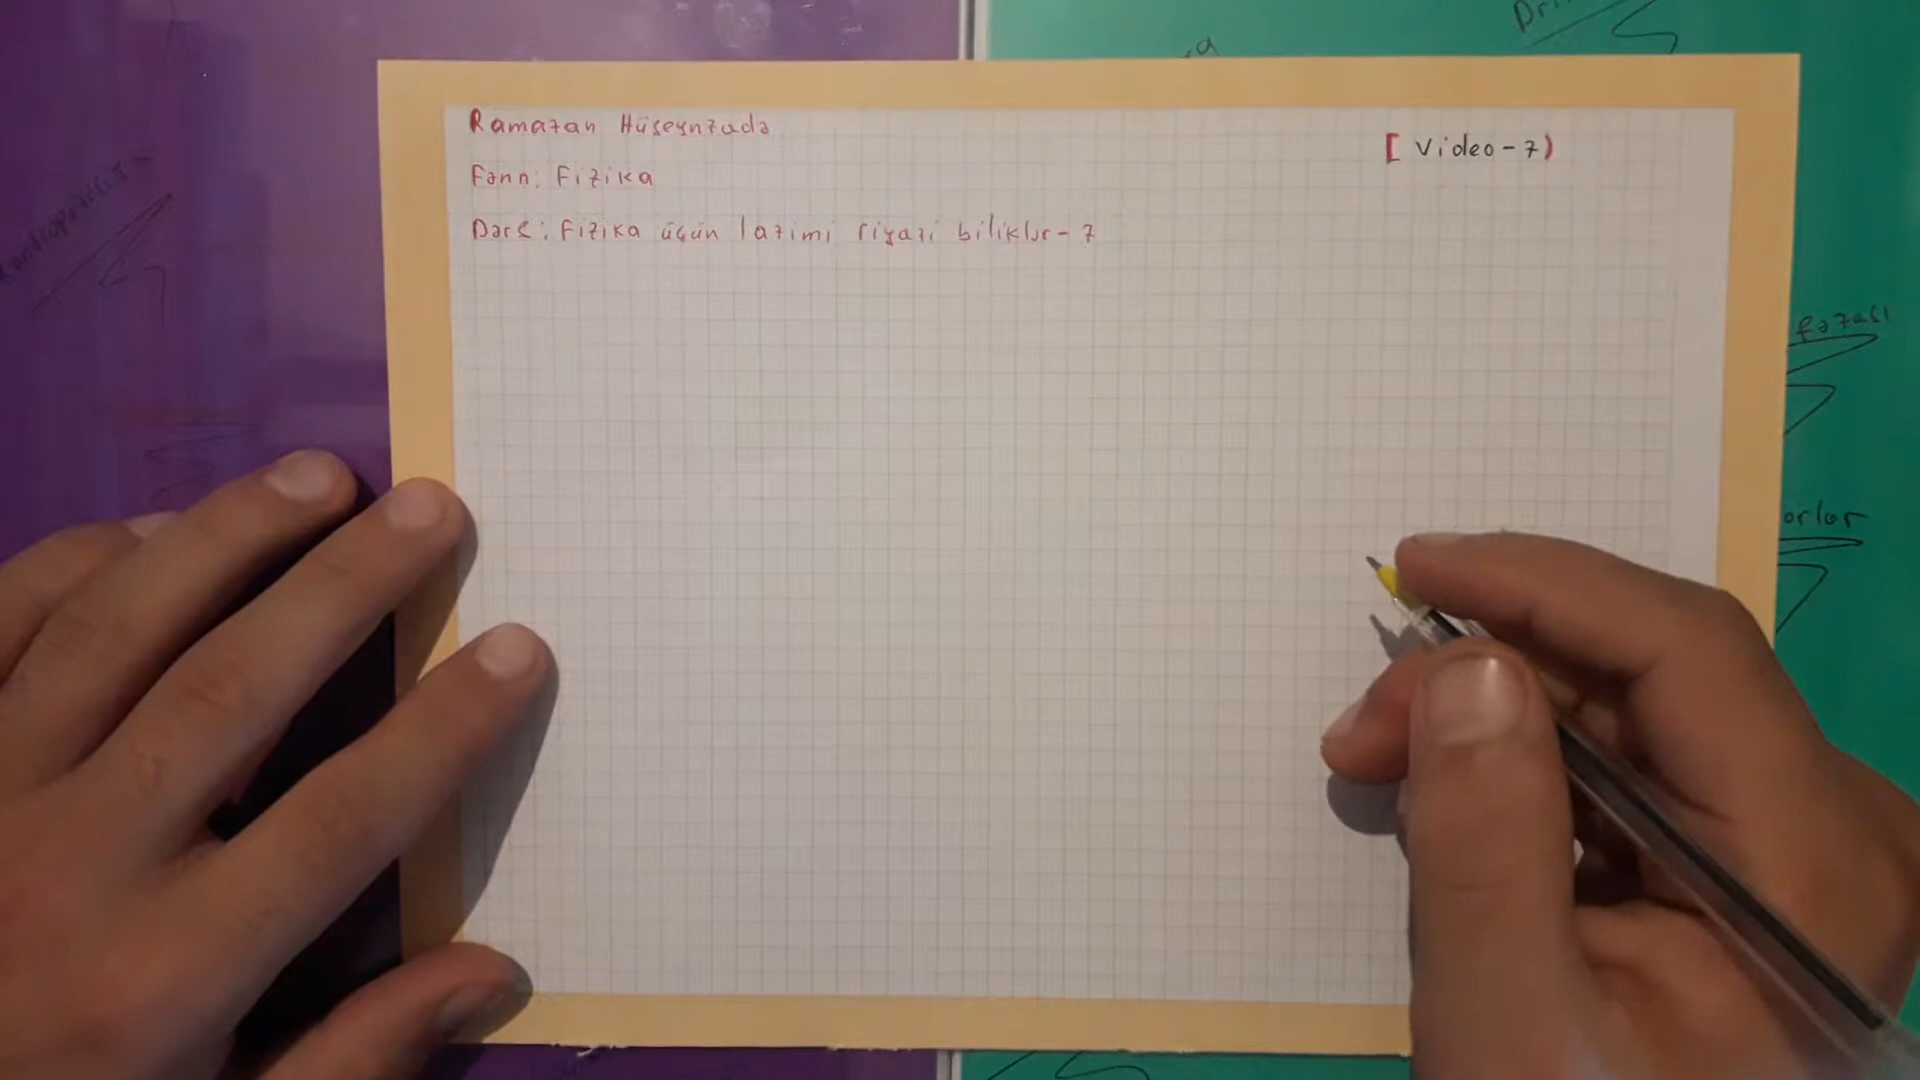 Ramazan Hüseynzadə
[ Video - 7)
Fənn: Fizika
Dərs: Fizika üçün lazımi riyazi biliklər - 7